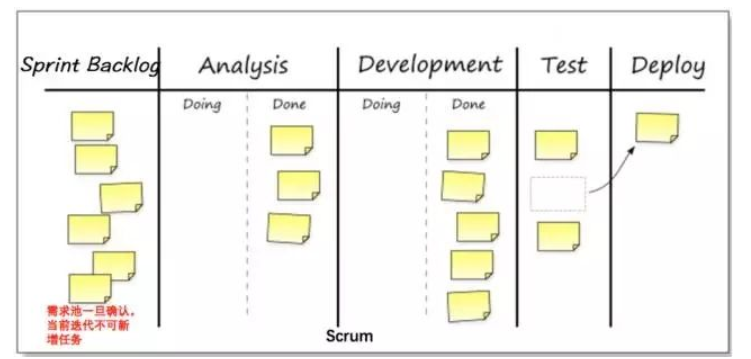 Sprint Backlog Analysis Development Test Deploy
Doing Done Doing Done
需求池一旦确认，
当前迭代不可新
增任务
Scrum